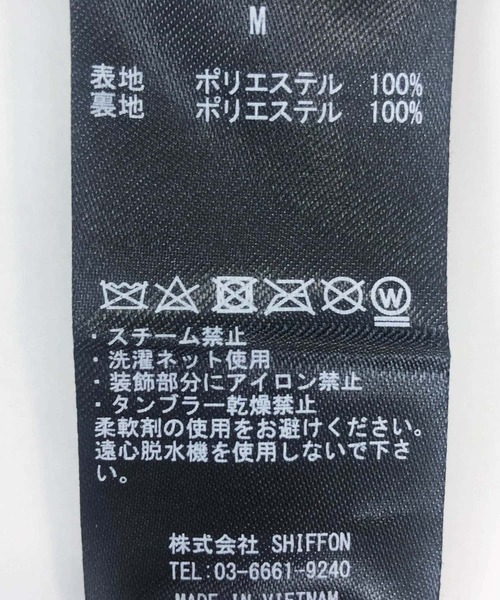 M
表地 ポリエステル 100%
裏地 ポリエステル 100%
W
・スチーム禁止
・洗濯ネット使用
・装飾部分にアイロン禁止
・タンブラー乾燥禁止
柔軟剤の使用をお避けください。
遠心脱水機を使用しないで下さ
い。
株式会社 SHIFFON
TEL:03-6661-9240
MADE IN VIETNAM